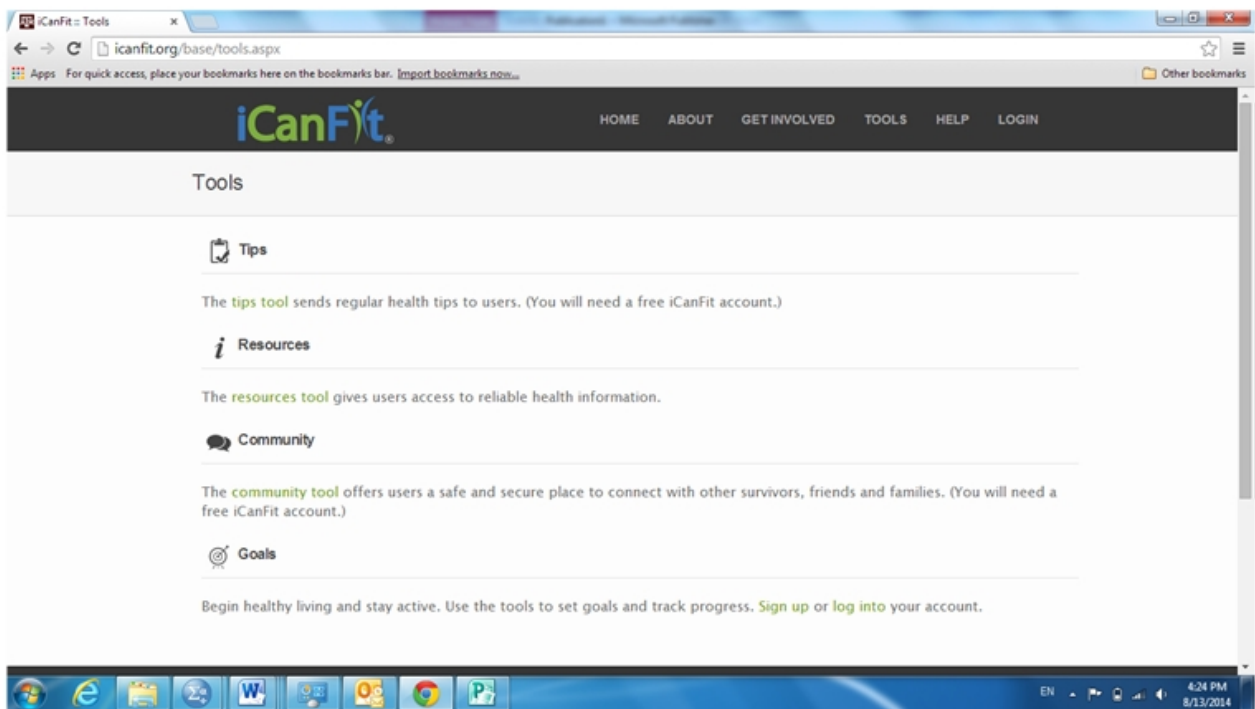 iCanFit :: Tools
icanfit.org/base/tools.aspx
Apps For quick access, place your bookmarks here on the bookmarks bar. Import bookmarks now... Other bookmarks
iCanFit® HOME ABOUT GET INVOLVED TOOLS HELP LOGIN
Tools
Tips
The tips tool sends regular health tips to users. (You will need a free iCanFit account.)
Resources
The resources tool gives users access to reliable health information.
Community
The community tool offers users a safe and secure place to connect with other survivors, friends and families. (You will need a
free iCanFit account.)
Goals
Begin healthy living and stay active. Use the tools to set goals and track progress. Sign up or log into your account.
EN 4:24 PM
8/13/2014